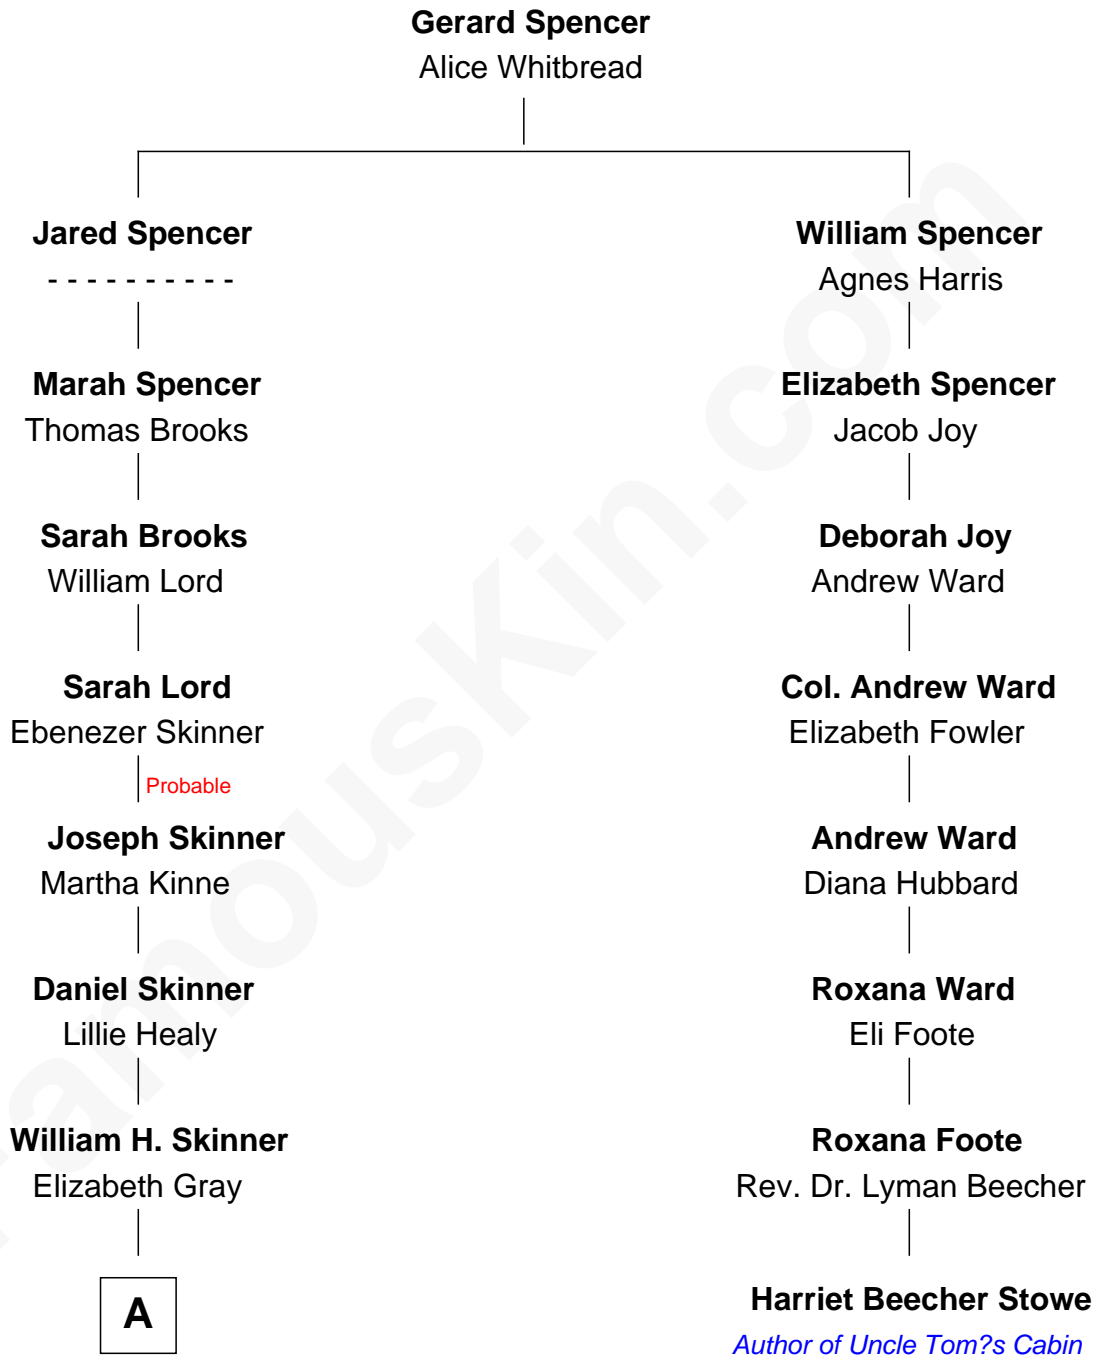 Gerard Spencer
Alice Whitbread
Jared Spencer
- - - - - - - - - -
William Spencer
Agnes Harris
Marah Spencer
Thomas Brooks
Elizabeth Spencer
Jacob Joy
Sarah Brooks
William Lord
Deborah Joy
Andrew Ward
Sarah Lord
Ebenezer Skinner
Col. Andrew Ward
Elizabeth Fowler
Probable
Joseph Skinner
Martha Kinne
Andrew Ward
Diana Hubbard
Daniel Skinner
Lillie Healy
Roxana Ward
Eli Foote
William H. Skinner
Elizabeth Gray
Roxana Foote
Rev. Dr. Lyman Beecher
A
Harriet Beecher Stowe
Author of Uncle Tom?s Cabin
FamousKin.com